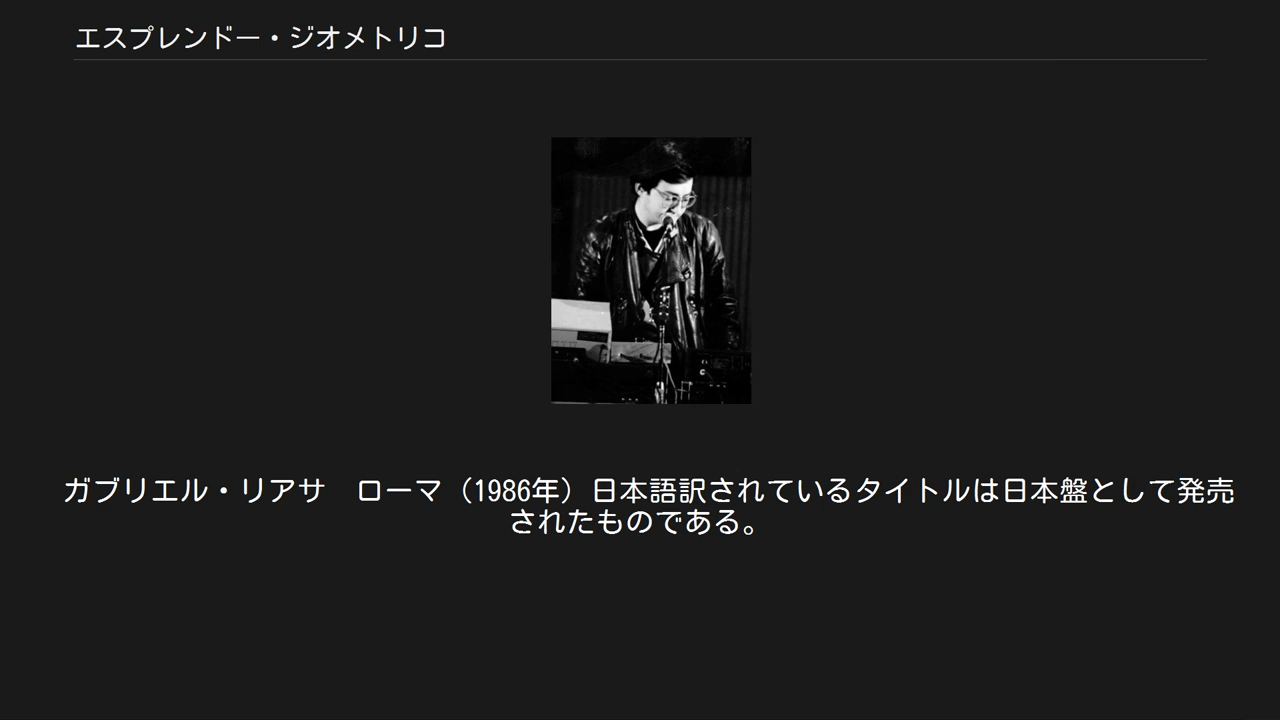 エスプレンドー・ジオメトリコ
ガブリエル・リアサ　ローマ（1986年）日本語訳されているタイトルは日本盤として発売
されたものである。